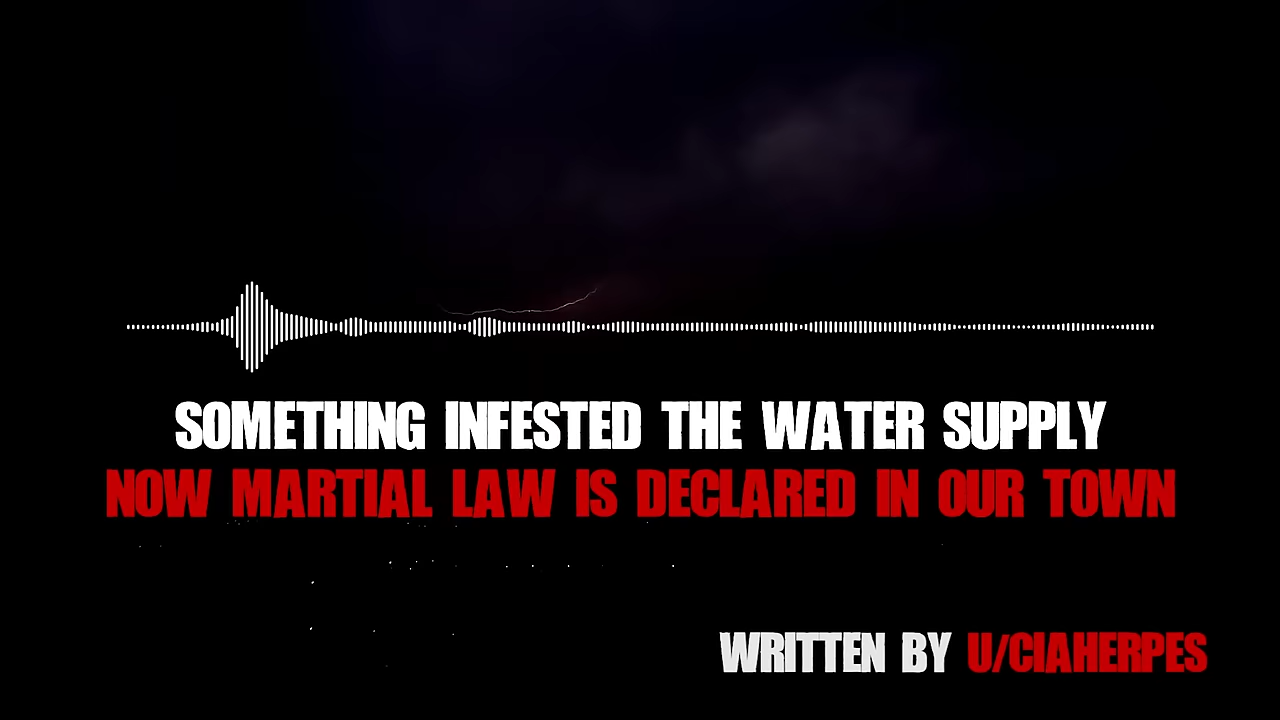 SOMETHING INFESTED THE WATER SUPPLY
NOW MARTIAL LAW IS DECLARED IN OUR TOWN
WRITTEN BY U/CIAHERPES